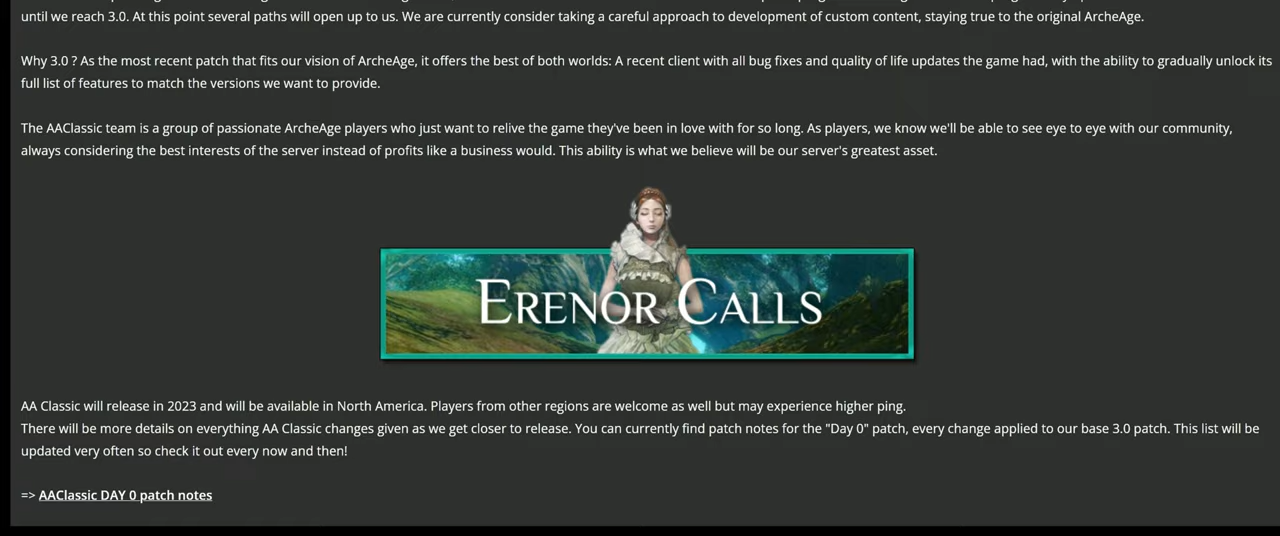 until we reach 3.0. At this point several paths will open up to us. We are currently consider taking a careful approach to development of custom content, staying true to the original ArcheAge.
Why 3.0 ? As the most recent patch that fits our vision of ArcheAge, it offers the best of both worlds: A recent client with all bug fixes and quality of life updates the game had, with the ability to gradually unlock its
full list of features to match the versions we want to provide.
The AAClassic team is a group of passionate ArcheAge players who just want to relive the game they've been in love with for so long. As players, we know we'll be able to see eye to eye with our community,
always considering the best interests of the server instead of profits like a business would. This ability is what we believe will be our server's greatest asset.
ERENOR CALLS
AA Classic will release in 2023 and will be available in North America. Players from other regions are welcome as well but may experience higher ping.
There will be more details on everything AA Classic changes given as we get closer to release. You can currently find patch notes for the "Day 0" patch, every change applied to our base 3.0 patch. This list will be
updated very often so check it out every now and then!
=> AAClassic DAY 0 patch notes